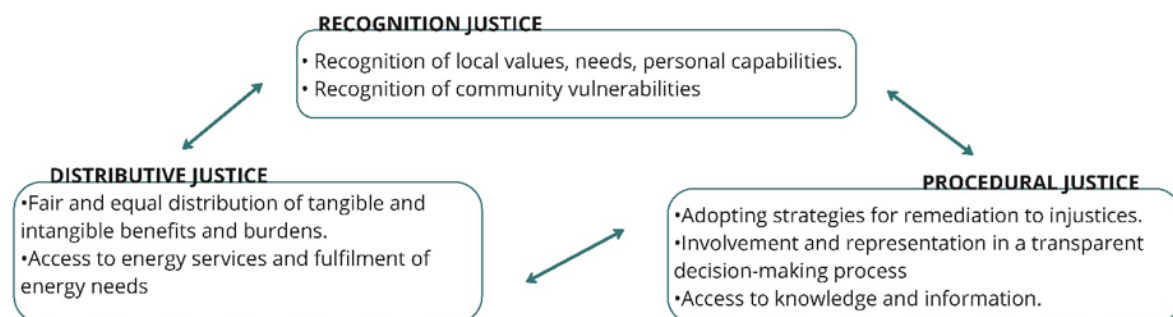 RECOGNITION JUSTICE
• Recognition of local values, needs, personal capabilities.
• Recognition of community vulnerabilities
DISTRIBUTIVE JUSTICE
•Fair and equal distribution of tangible and
intangible benefits and burdens.
•Access to energy services and fulfilment of
energy needs
PROCEDURAL JUSTICE
•Adopting strategies for remediation to injustices.
•Involvement and representation in a transparent
decision-making process
•Access to knowledge and information.